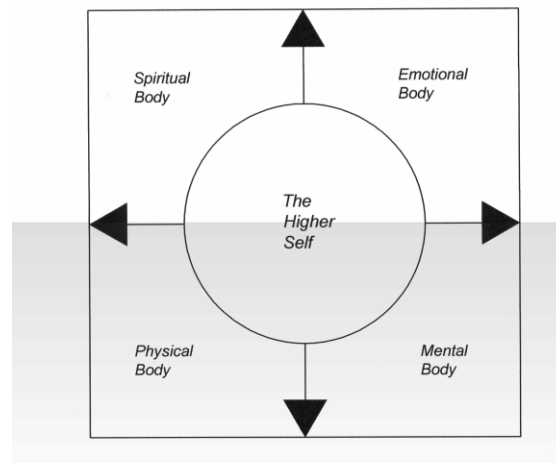 Spiritual
Body
Emotional
Body
The
Higher
Self
Physical
Body
Mental
Body